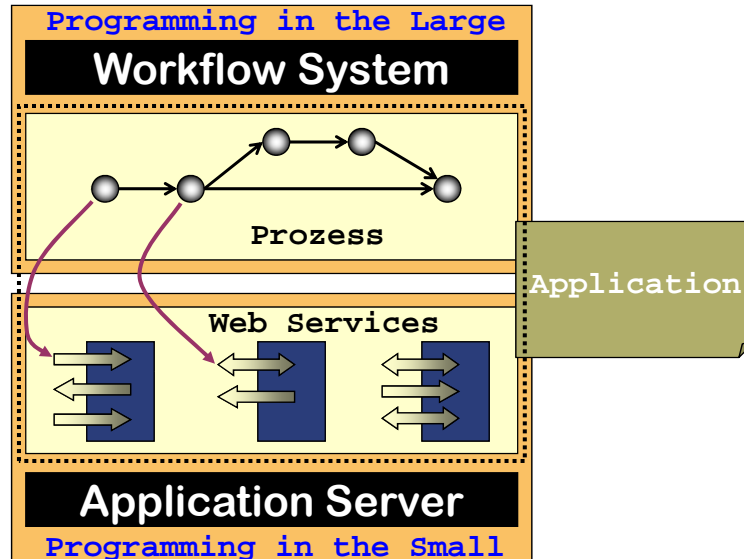 Programming in the Large
Workflow System
Prozess
Application
Web Services
Application Server
Programming in the Small